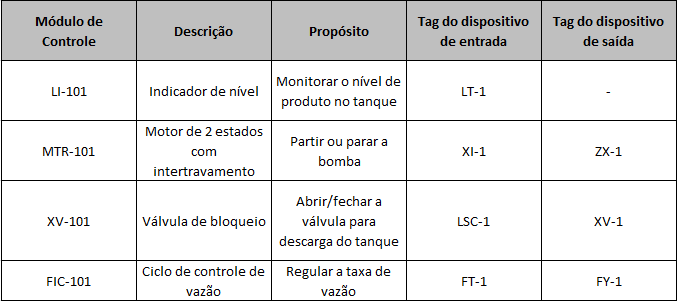 Módulo de
Controle
Descrição
Propósito
Tag do dispositivo
de entrada
Tag do dispositivo
de saída
LI-101
Indicador de nível
Monitorar o nível de
produto no tanque
LT-1
-
MTR-101
Motor de 2 estados
com
intertravamento
Partir ou parar a
bomba
XI-1
ZX-1
XV-101
Válvula de bloqueio
Abrir/fechar a
válvula para
descarga do tanque
LSC-1
XV-1
FIC-101
Ciclo de controle de
vazão
Regular a taxa de
vazão
FT-1
FY-1